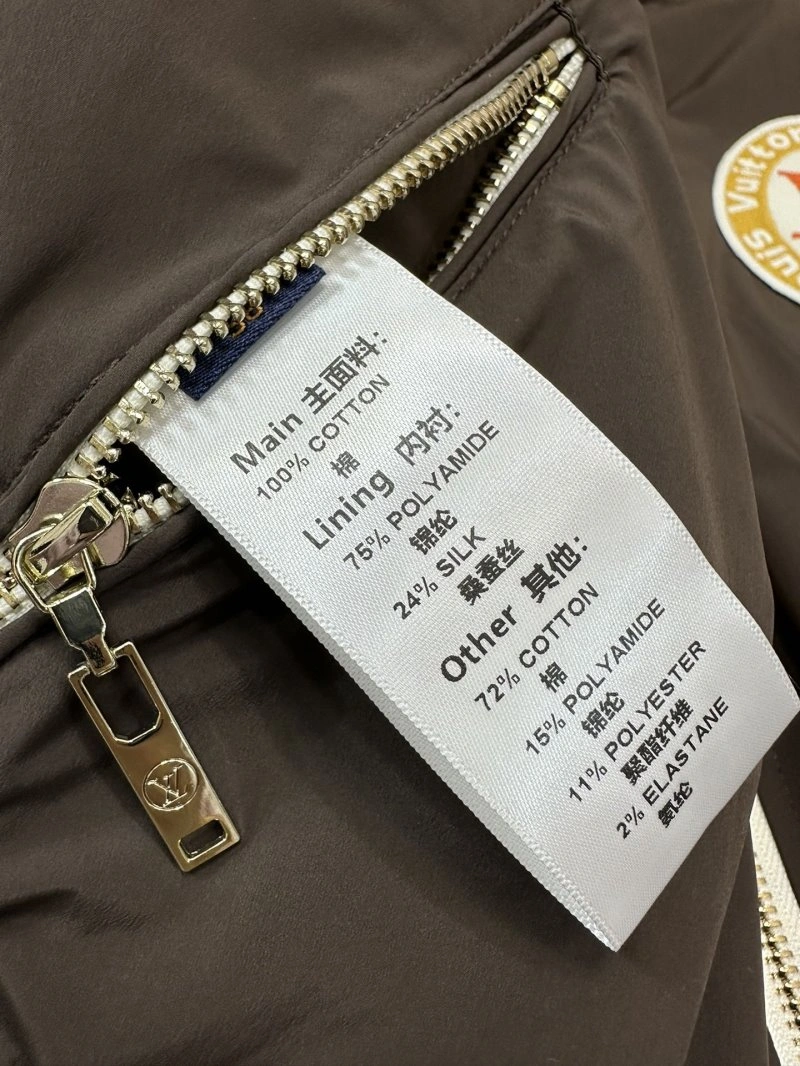 Main 主面料:
100% COTTON
棉
Lining 内衬:
75% POLYAMIDE
锦纶
24% SILK
桑蚕丝
Other 其他:
72% COTTON
棉
15% POLYAMIDE
锦纶
11% POLYESTER
聚酯纤维
2% ELASTANE
氨纶
LV
uis Vuitton